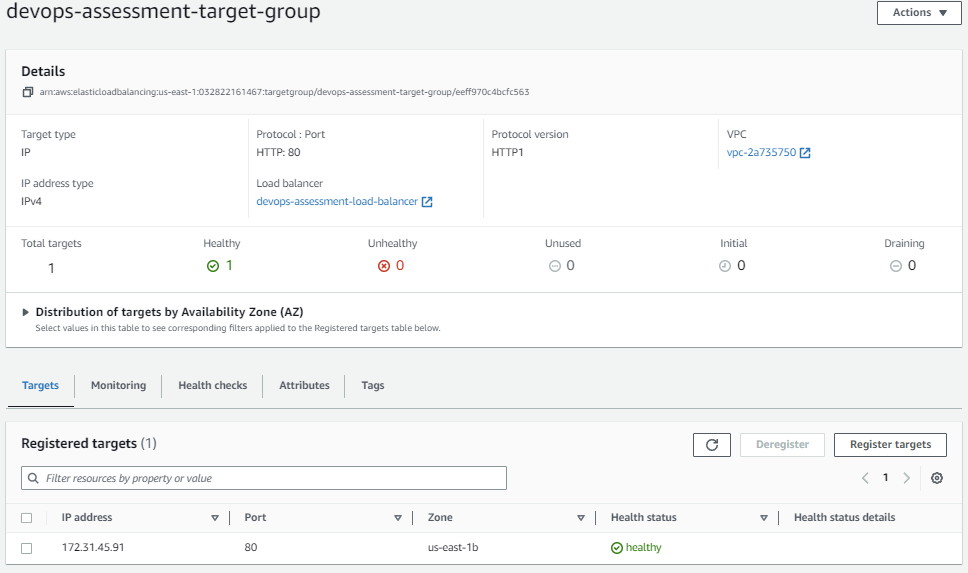 devops-assessment-target-group
Actions
Details
arn:aws:elasticloadbalancing:us-east-1:032822161467:targetgroup/devops-assessment-target-group/eeff970c4bcfc563
Target type
IP
Protocol : Port
HTTP: 80
Protocol version
HTTP1
VPC
vpc-2a735750
IP address type
IPv4
Load balancer
devops-assessment-load-balancer
Total targets
1
Healthy
1
Unhealthy
0
Unused
0
Initial
0
Draining
0
Distribution of targets by Availability Zone (AZ)
Select values in this table to see corresponding filters applied to the Registered targets table below.
Targets Monitoring Health checks Attributes Tags
Registered targets (1)
Deregister
Register targets
Filter resources by property or value
1
IP address Port Zone Health status Health status details
172.31.45.91 80 us-east-1b healthy